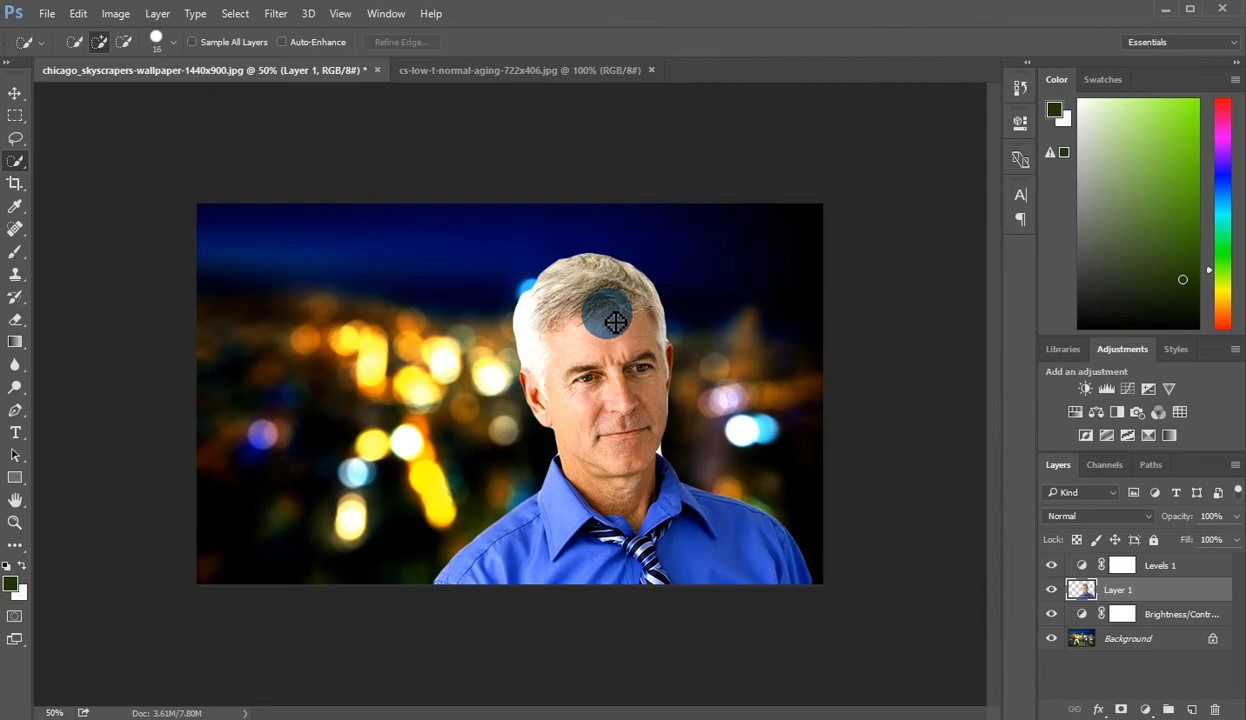 Ps File Edit Image Layer Type Select Filter 3D View Window Help
16 Sample All Layers Auto-Enhance Refine Edge... Essentials
chicago_skyscrapers-wallpaper-1440x900.jpg @ 50% (Layer 1, RGB/8#) * × cs-low-t-normal-aging-722x406.jpg @ 100% (RGB/8#) ×
Color Swatches
Libraries Adjustments Styles
Add an adjustment
Layers Channels Paths
Kind
Normal Opacity: 100%
Lock: Fill: 100%
Levels 1
Layer 1
Brightness/Contr...
Background
50% Doc: 3.61M/7.80M